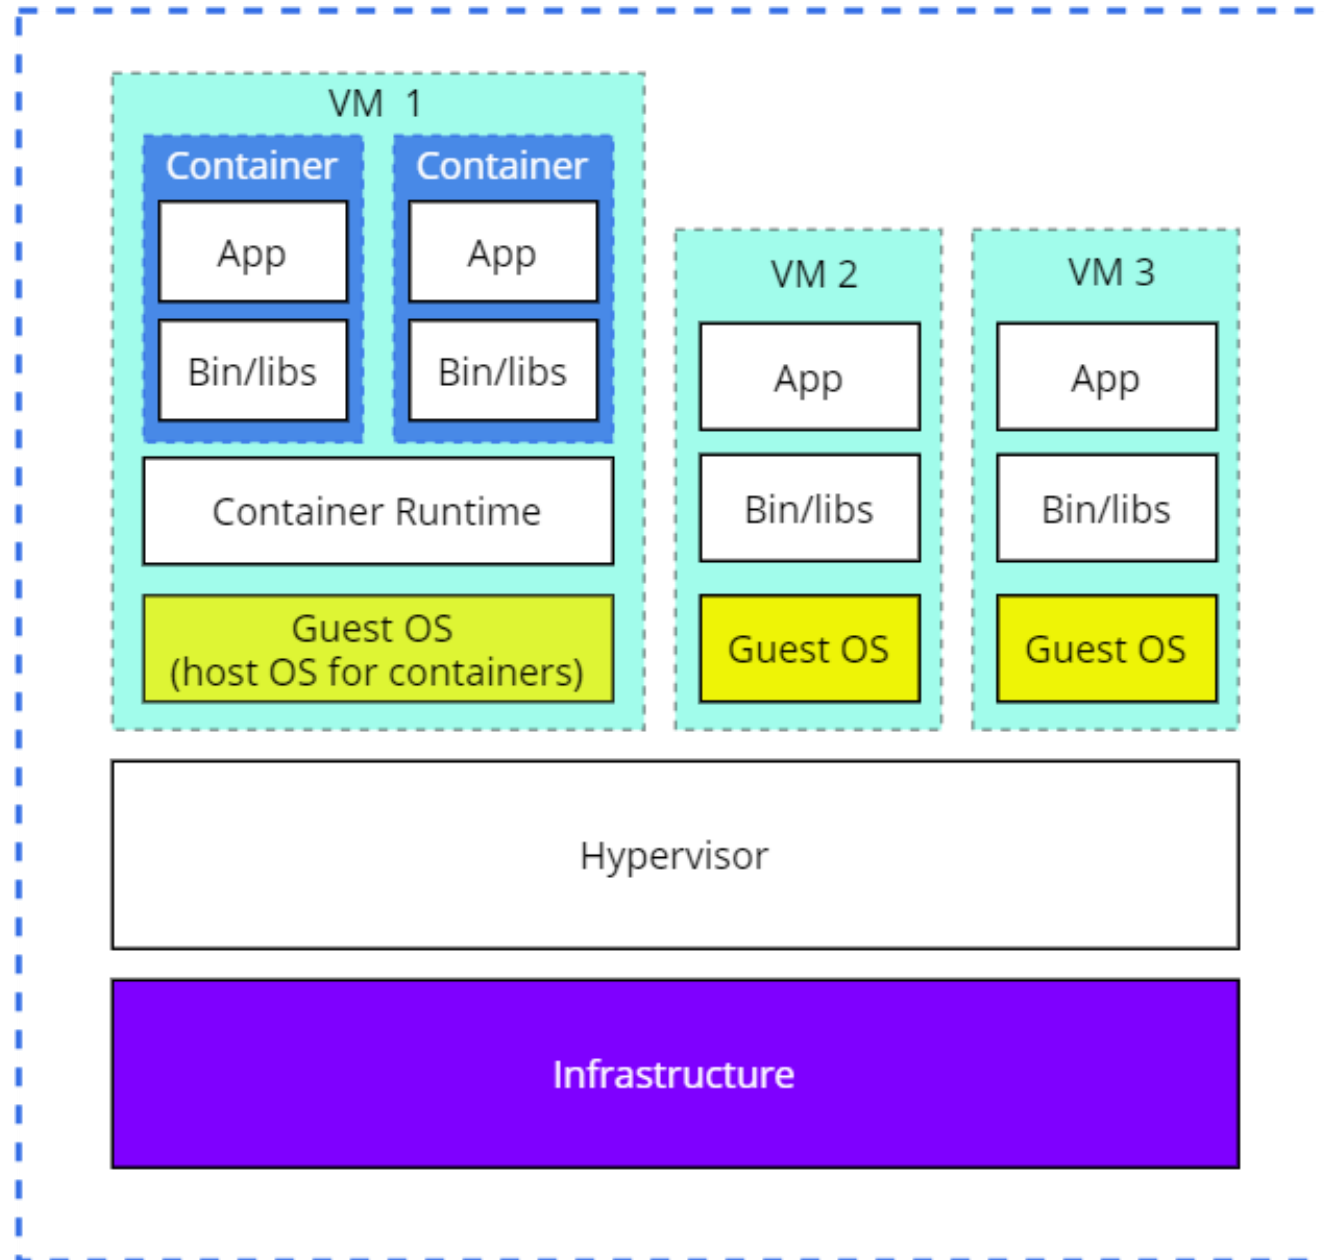 VM 1
Container
App
Bin/libs
Container
App
Bin/libs
Container Runtime
Guest OS
(host OS for containers)
VM 2
App
Bin/libs
Guest OS
VM 3
App
Bin/libs
Guest OS
Hypervisor
Infrastructure